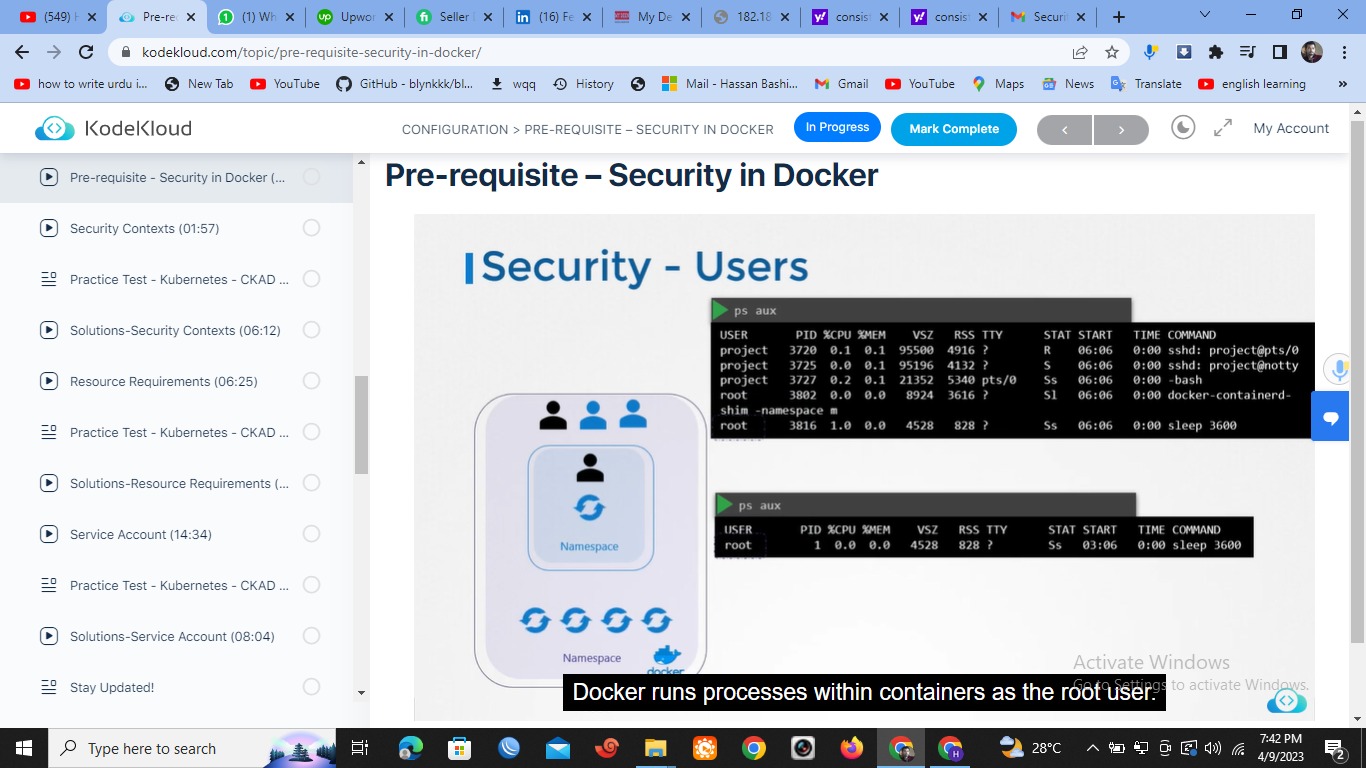 (549) H
Pre-re
(1) Wh
Upwor
Seller
(16) Fe
My De
182.18
consist
consist
Securit
kodekloud.com/topic/pre-requisite-security-in-docker/
how to write urdu i...
New Tab
YouTube
GitHub - blynkkk/bl...
wqq
History
Mail - Hassan Bashi...
Gmail
YouTube
Maps
News
Translate
english learning
»
KodeKloud
CONFIGURATION > PRE-REQUISITE – SECURITY IN DOCKER
In Progress
Mark Complete
< >
My Account
Pre-requisite - Security in Docker (...
Security Contexts (01:57)
Practice Test - Kubernetes - CKAD ...
Solutions-Security Contexts (06:12)
Resource Requirements (06:25)
Practice Test - Kubernetes - CKAD ...
Solutions-Resource Requirements (...
Service Account (14:34)
Practice Test - Kubernetes - CKAD ...
Solutions-Service Account (08:04)
Stay Updated!
Pre-requisite – Security in Docker
Security - Users
ps aux
USER PID %CPU %MEM VSZ RSS TTY STAT START TIME COMMAND
project 3720 0.1 0.1 95500 4916 ? R 06:06 0:00 sshd: project@pts/0
project 3725 0.0 0.1 95196 4132 ? S 06:06 0:00 sshd: project@notty
project 3727 0.2 0.1 21352 5340 pts/0 Ss 06:06 0:00 -bash
root 3802 0.0 0.0 8924 3616 ? Sl 06:06 0:00 docker-containerd-
shim -namespace m
root 3816 1.0 0.0 4528 828 ? Ss 06:06 0:00 sleep 3600
Namespace
ps aux
USER PID %CPU %MEM VSZ RSS TTY STAT START TIME COMMAND
root 1 0.0 0.0 4528 828 ? Ss 03:06 0:00 sleep 3600
Namespace
docker
Docker runs processes within containers as the root user.
Activate Windows
Go to Settings to activate Windows.
Type here to search
28°C
7:42 PM
4/9/2023
2